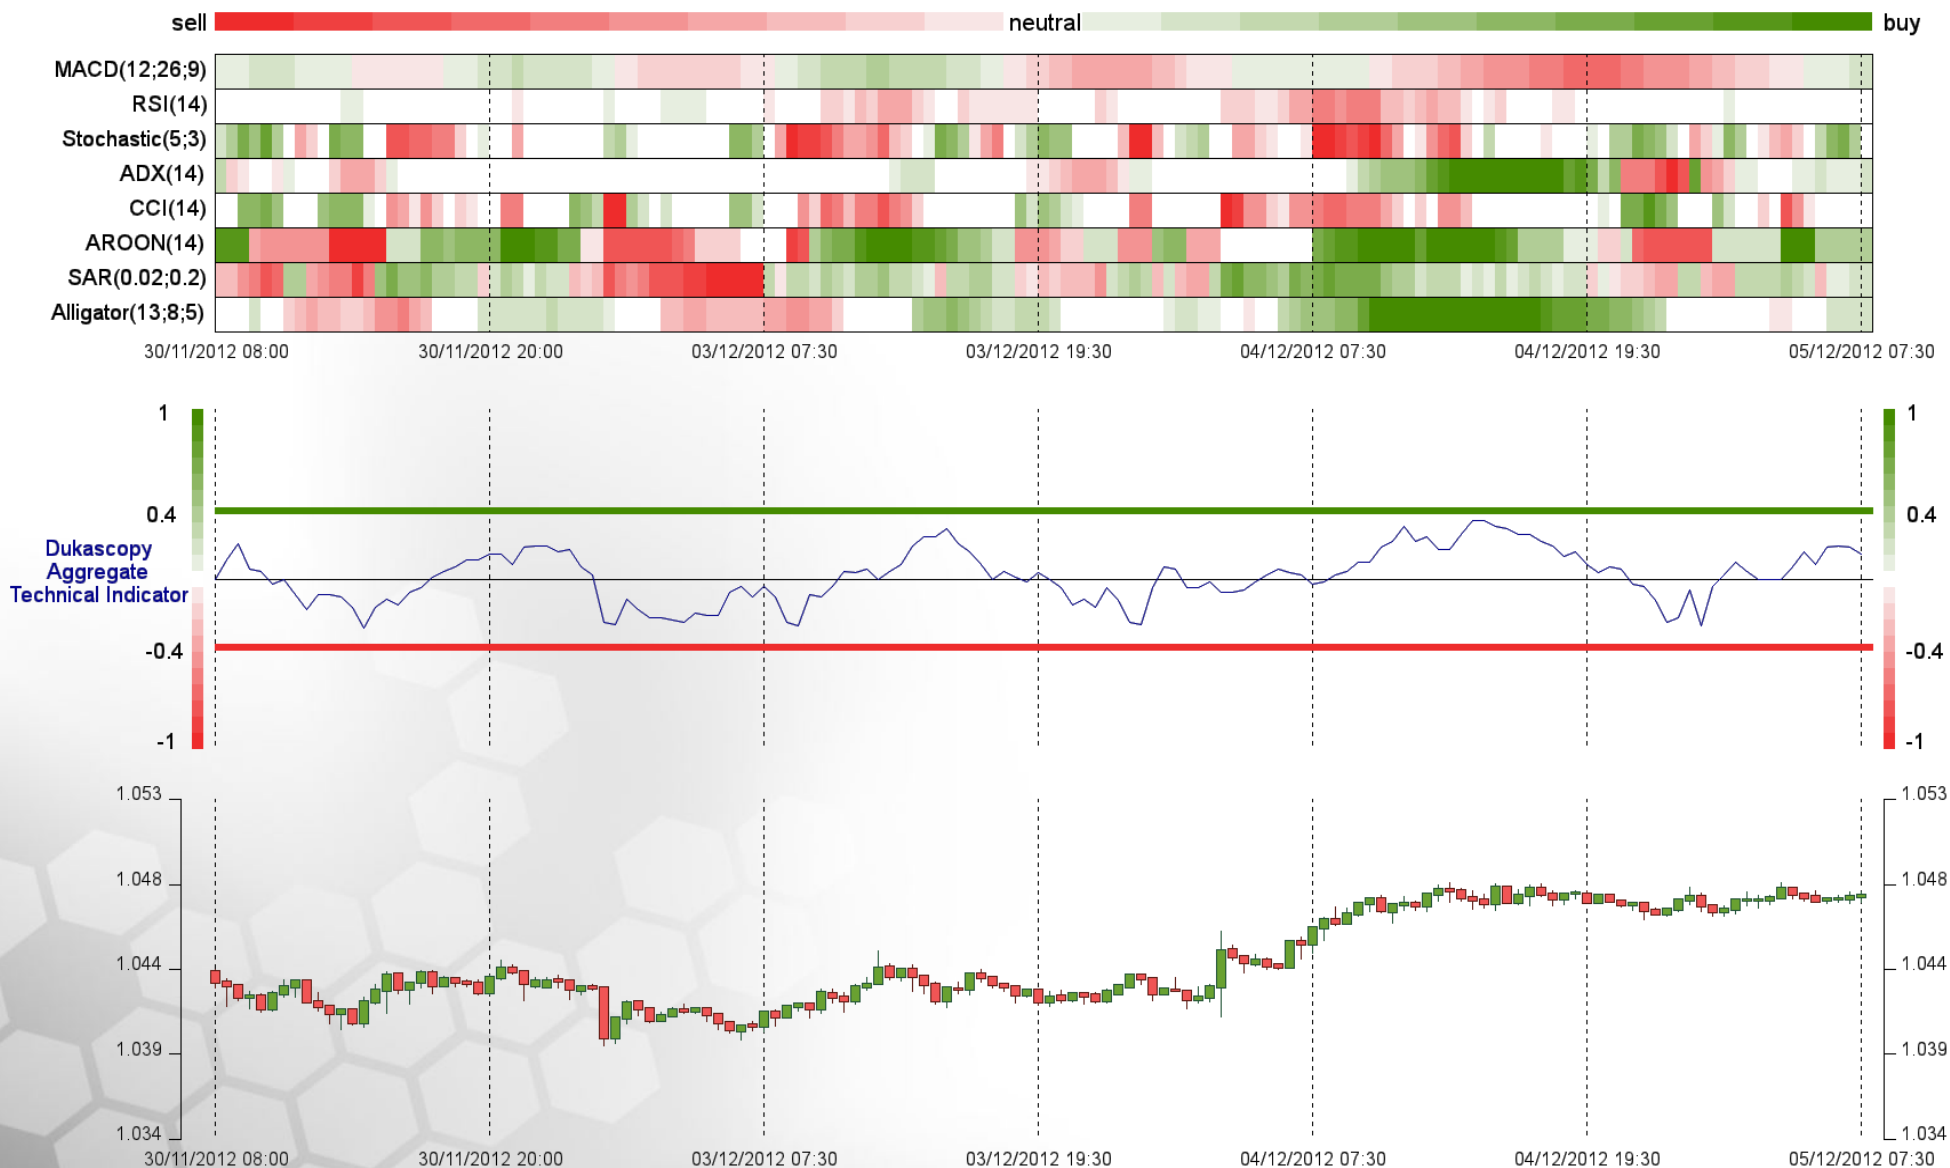 sell neutral buy
MACD(12;26;9)
RSI(14)
Stochastic(5;3)
ADX(14)
CCI(14)
AROON(14)
SAR(0.02;0.2)
Alligator(13;8;5)
30/11/2012 08:00 30/11/2012 20:00 03/12/2012 07:30 03/12/2012 19:30 04/12/2012 07:30 04/12/2012 19:30 05/12/2012 07:30
1 1
0.4 0.4
Dukascopy
Aggregate
Technical Indicator
-0.4 -0.4
-1 -1
1.053 1.053
1.048 1.048
1.044 1.044
1.039 1.039
1.034 1.034
30/11/2012 08:00 30/11/2012 20:00 03/12/2012 07:30 03/12/2012 19:30 04/12/2012 07:30 04/12/2012 19:30 05/12/2012 07:30